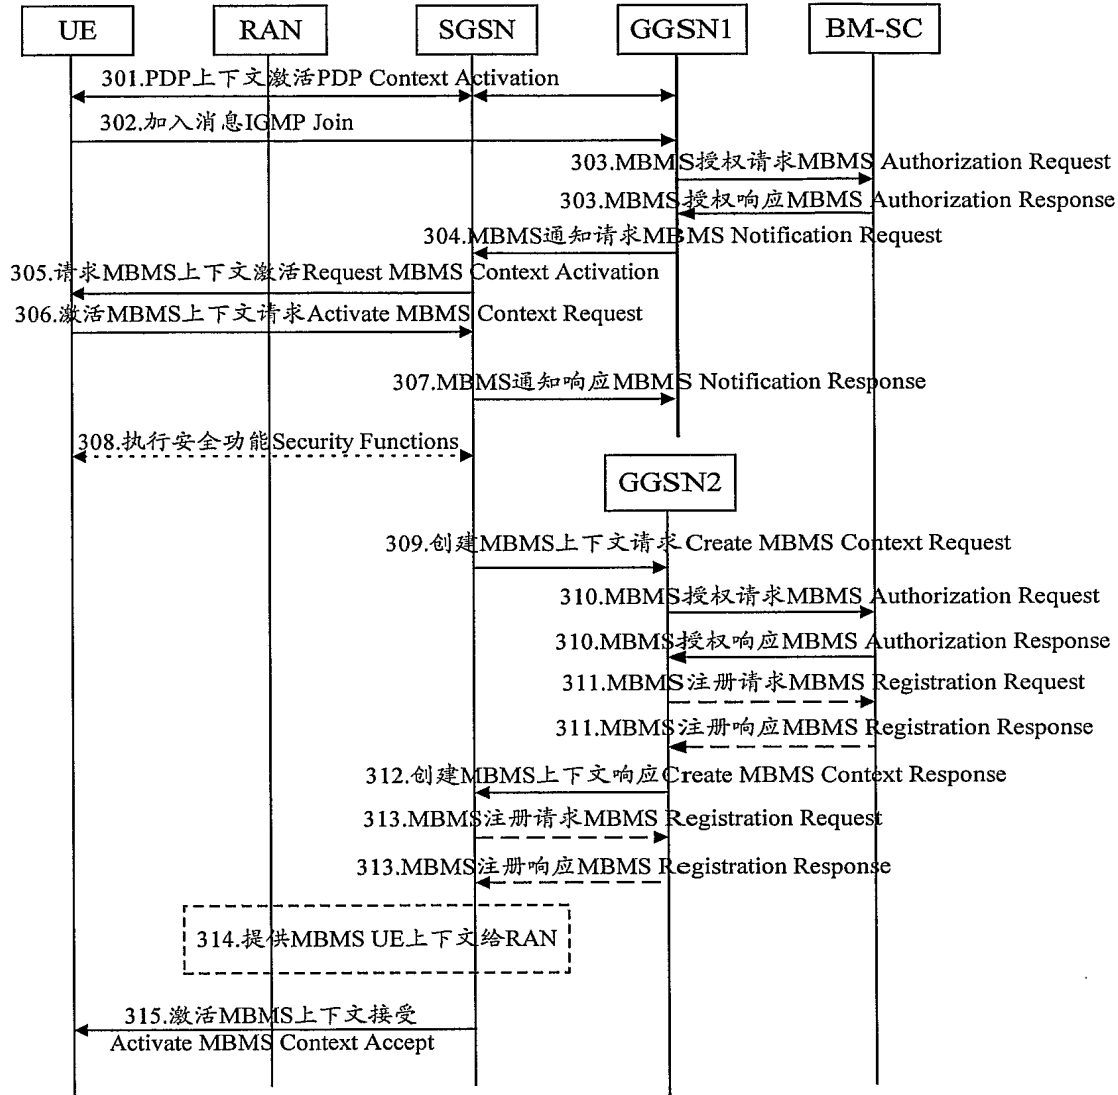 UE
RAN
SGSN
GGSN1
BM-SC
301.PDP上下文激活PDP Context Activation
302.加入消息IGMP Join
303.MBMS授权请求MBMS Authorization Request
303.MBMS授权响应MBMS Authorization Response
304.MBMS通知请求MBMS Notification Request
305.请求MBMS上下文激活Request MBMS Context Activation
306.激活MBMS上下文请求Activate MBMS Context Request
307.MBMS通知响应MBMS Notification Response
308.执行安全功能Security Functions
GGSN2
309.创建MBMS上下文请求Create MBMS Context Request
310.MBMS授权请求MBMS Authorization Request
310.MBMS授权响应MBMS Authorization Response
311.MBMS注册请求MBMS Registration Request
311.MBMS注册响应MBMS Registration Response
312.创建MBMS上下文响应Create MBMS Context Response
313.MBMS注册请求MBMS Registration Request
313.MBMS注册响应MBMS Registration Response
314.提供MBMS UE上下文给RAN
315.激活MBMS上下文接受
Activate MBMS Context Accept